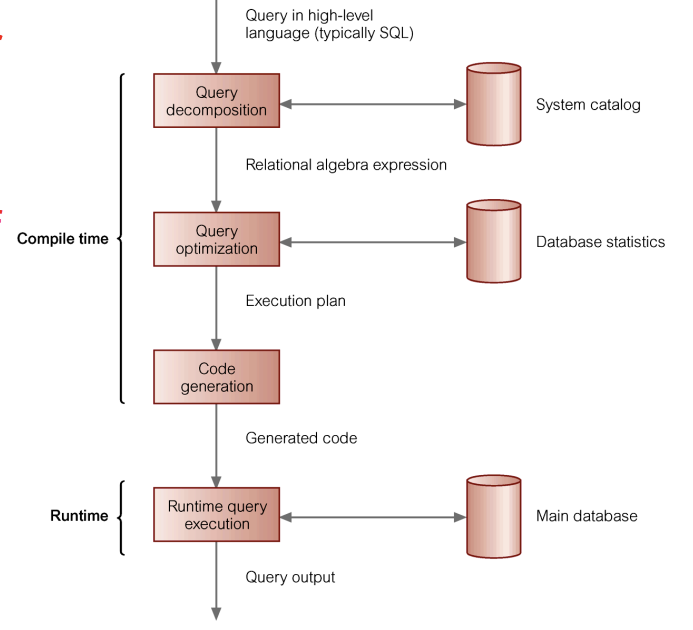 Query in high-level
language (typically SQL)
Query
decomposition
System catalog
Relational algebra expression
Compile time
Query
optimization
Database statistics
Execution plan
Code
generation
Generated code
Runtime
Runtime query
execution
Main database
Query output